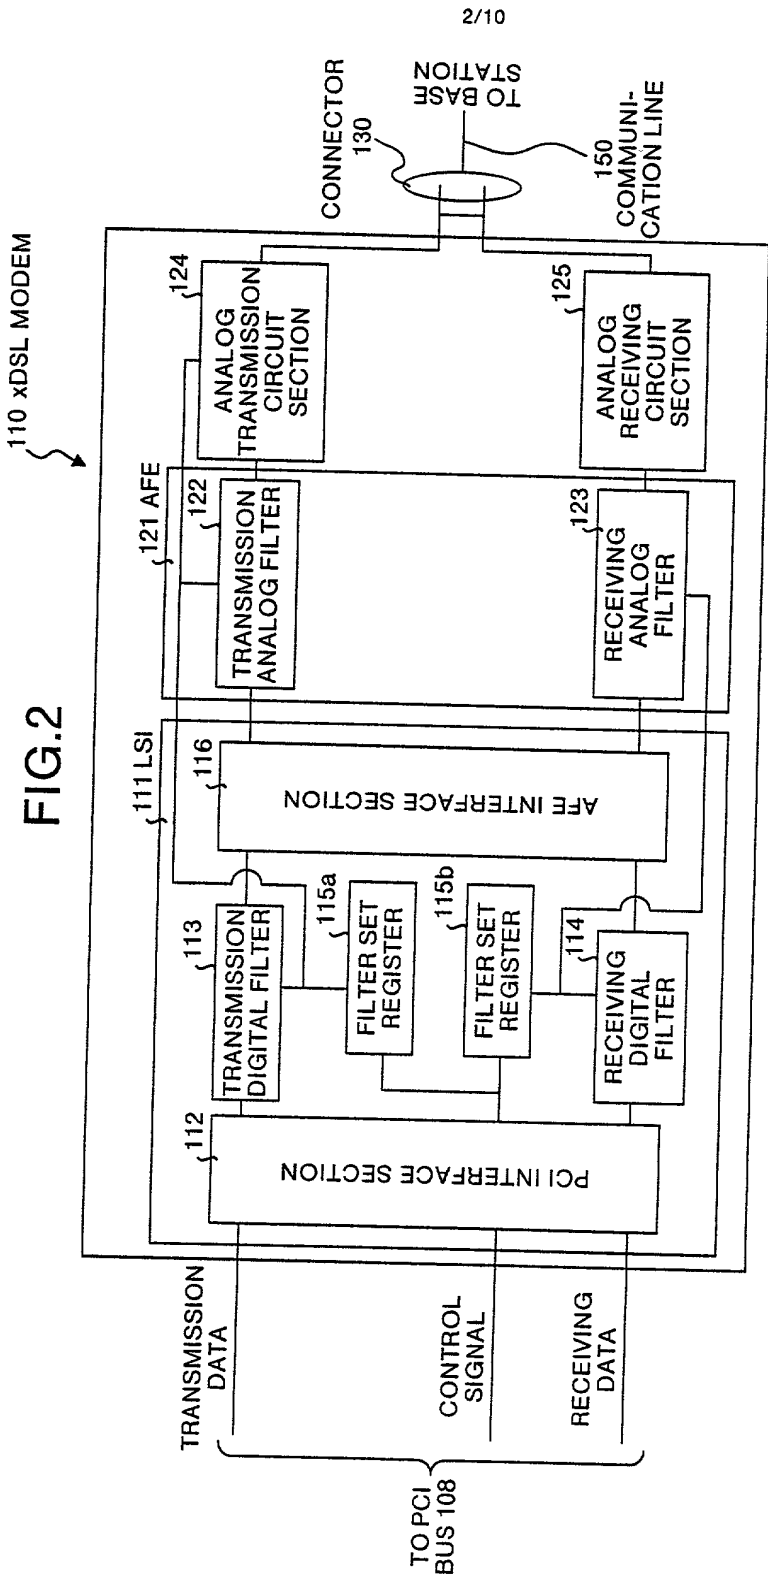 2/10
FIG.2
110 xDSL MODEM
111 LSI
121 AFE
TO PCI
BUS 108
TRANSMISSION
DATA
CONTROL
SIGNAL
RECEIVING
DATA
112
PCI INTERFACE SECTION
113
TRANSMISSION
DIGITAL FILTER
115a
FILTER SET
REGISTER
115b
FILTER SET
REGISTER
114
RECEIVING
DIGITAL
FILTER
116
AFE INTERFACE SECTION
122
TRANSMISSION
ANALOG FILTER
123
RECEIVING
ANALOG
FILTER
124
ANALOG
TRANSMISSION
CIRCUIT
SECTION
125
ANALOG
RECEIVING
CIRCUIT
SECTION
CONNECTOR
130
TO BASE
STATION
150
COMMUNI-
CATION LINE